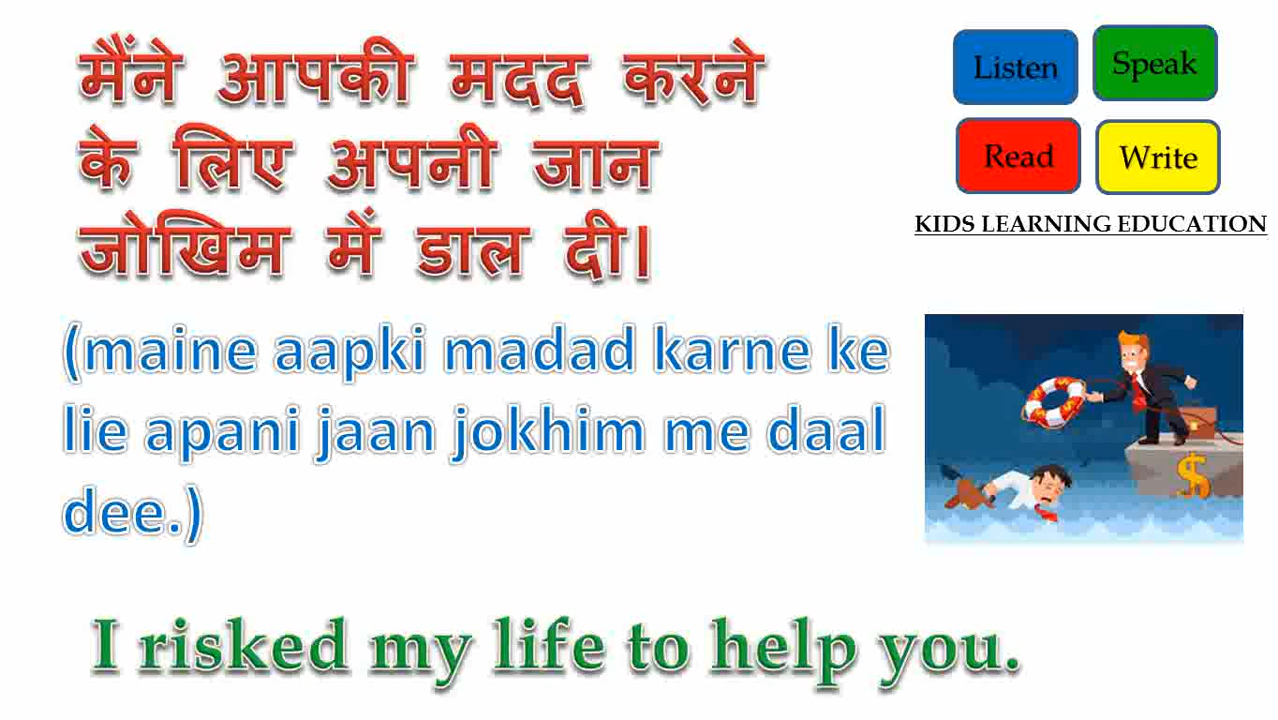 मैंने आपकी मदद करने
के लिए अपनी जान
जोखिम में डाल दी।
(maine aapki madad karne ke
lie apani jaan jokhim me daal
dee.)
I risked my life to help you.
Listen Speak
Read Write
KIDS LEARNING EDUCATION
$